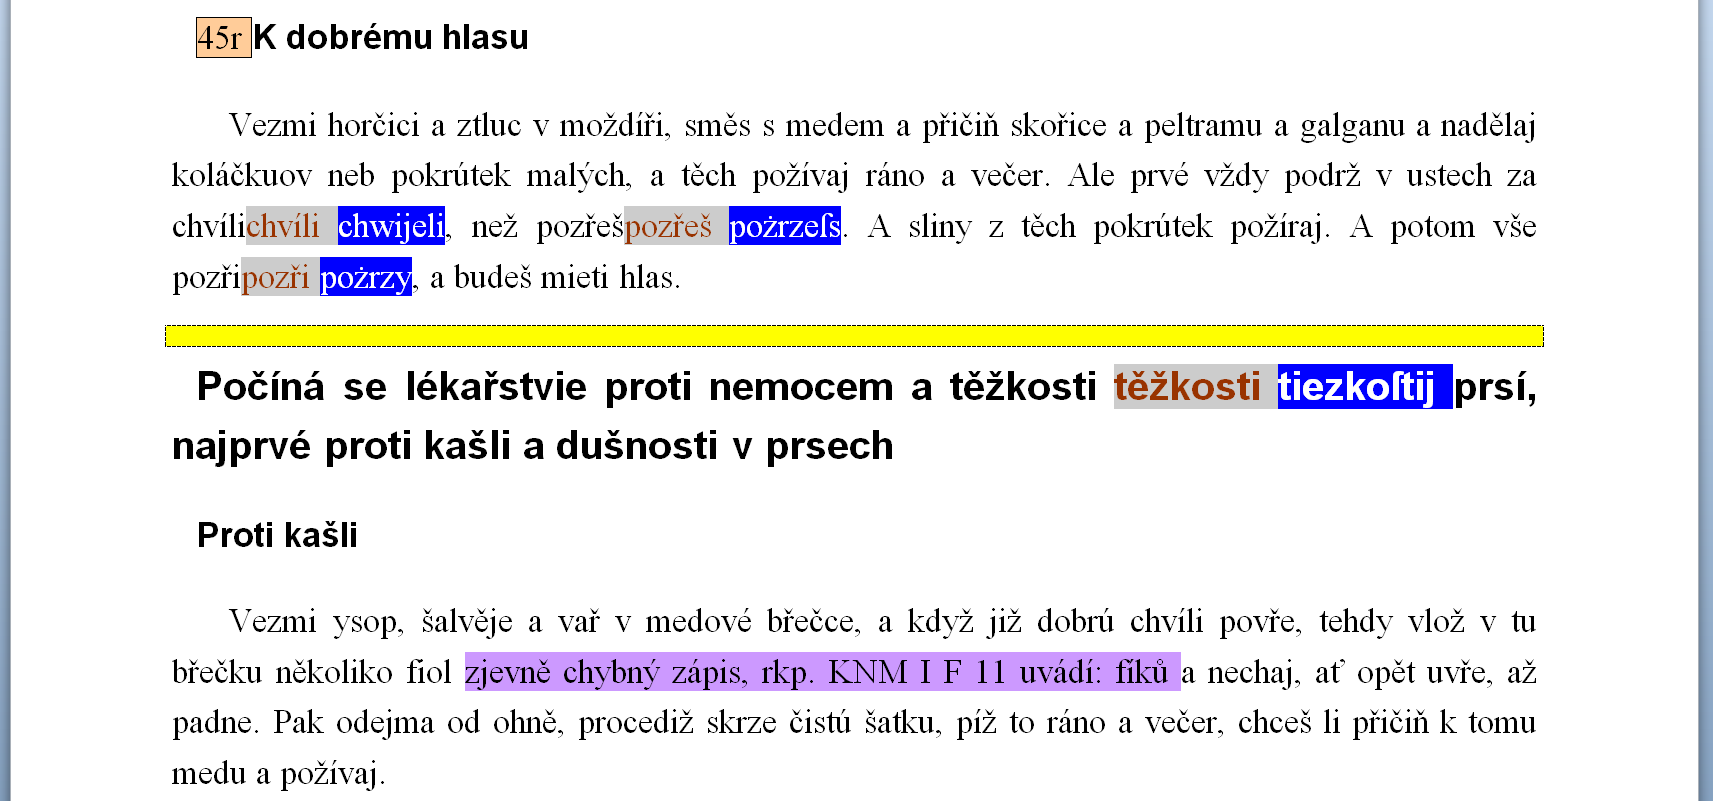 45r K dobrému hlasu
Vezmi horčici a ztluc v moždíři, směs s medem a přičiň skořice a peltramu a galganu a nadělaj
koláčkuov neb pokrútek malých, a těch požívaj ráno a večer. Ale prvé vždy podrž v ustech za
chvílichvíli chwijeli, než pozřešpozřeš pożrzeſs. A sliny z těch pokrútek požíraj. A potom vše
pozřipozři pożrzy, a budeš mieti hlas.
Počíná se lékařstvie proti nemocem a těžkosti těžkosti tiezkoſtij prsí,
najprvé proti kašli a dušnosti v prsech
Proti kašli
Vezmi ysop, šalvěje a vař v medové břečce, a když již dobrú chvíli povře, tehdy vlož v tu
břečku několiko fiol zjevně chybný zápis, rkp. KNM I F 11 uvádí: fíků a nechaj, ať opět uvře, až
padne. Pak odejma od ohně, procediž skrze čistú šatku, píž to ráno a večer, chceš li přičiň k tomu
medu a požívaj.